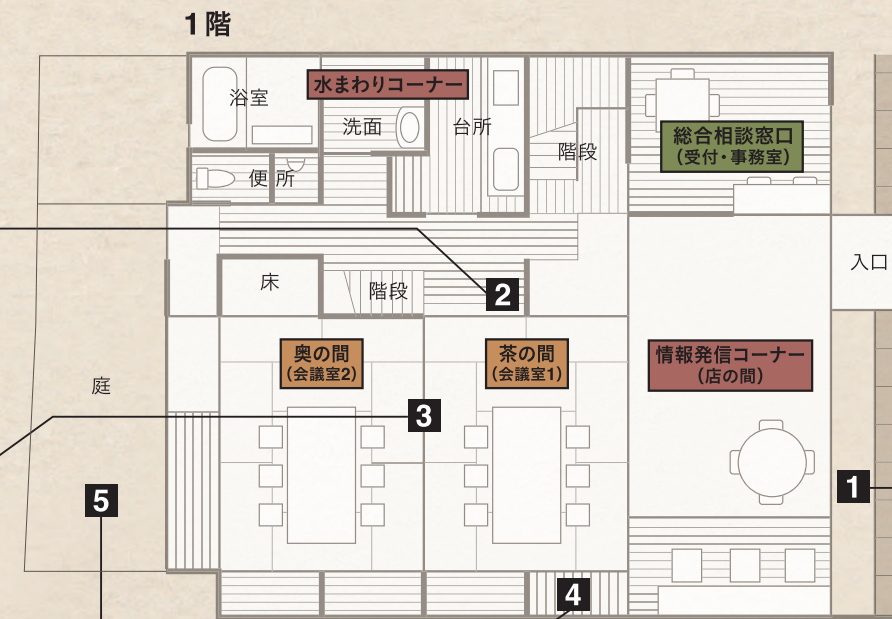 1階
浴室
水まわりコーナー
洗面
台所
階段
総合相談窓口
(受付・事務室)
便所
入口
床
階段
2
奥の間
(会議室2)
茶の間
(会議室1)
情報発信コーナー
(店の間)
庭
3
1
5
4